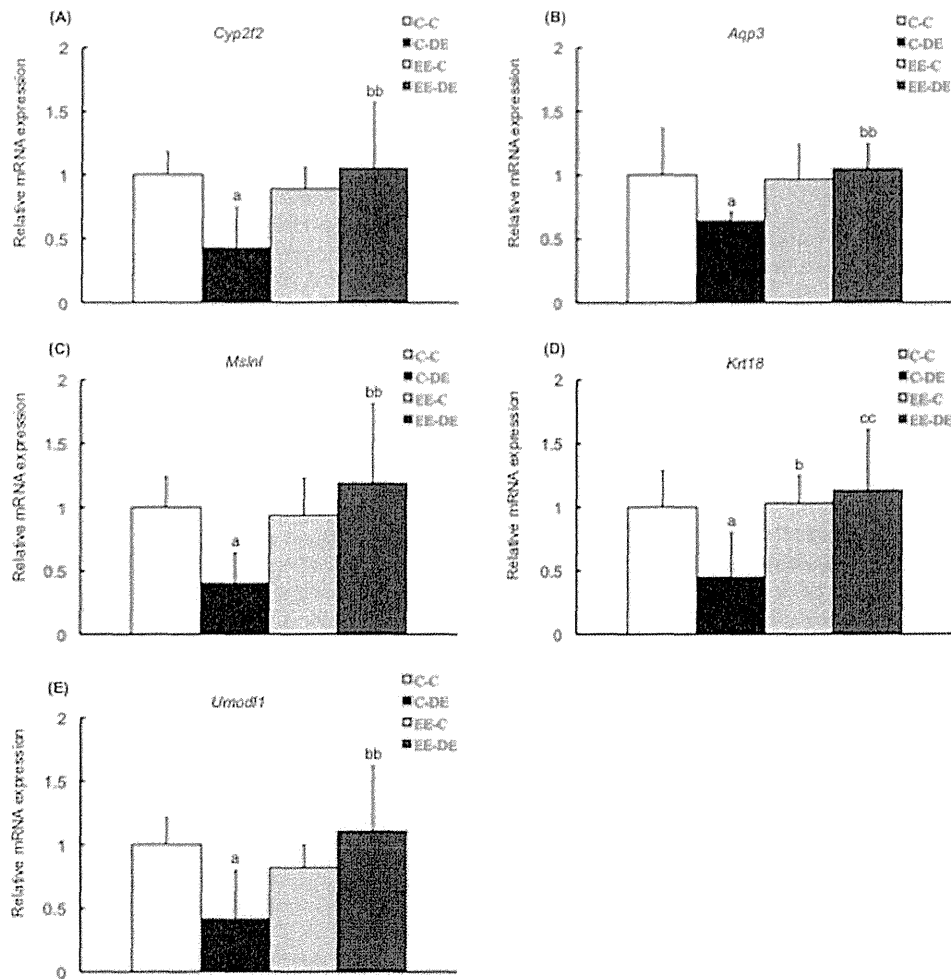 (A)
Cyp2f2
C-C
C-DE
EE-C
EE-DE
Relative mRNA expression
2
1.5
1
0.5
0
a
bb
(B)
Aqp3
C-C
C-DE
EE-C
EE-DE
Relative mRNA expression
2
1.5
1
0.5
0
a
bb
(C)
Mslnl
C-C
C-DE
EE-C
EE-DE
Relative mRNA expression
2
1.5
1
0.5
0
a
bb
(D)
Krt18
C-C
C-DE
EE-C
EE-DE
Relative mRNA expression
2
1.5
1
0.5
0
a
b
cc
(E)
Umodl1
C-C
C-DE
EE-C
EE-DE
Relative mRNA expression
2
1.5
1
0.5
0
a
bb